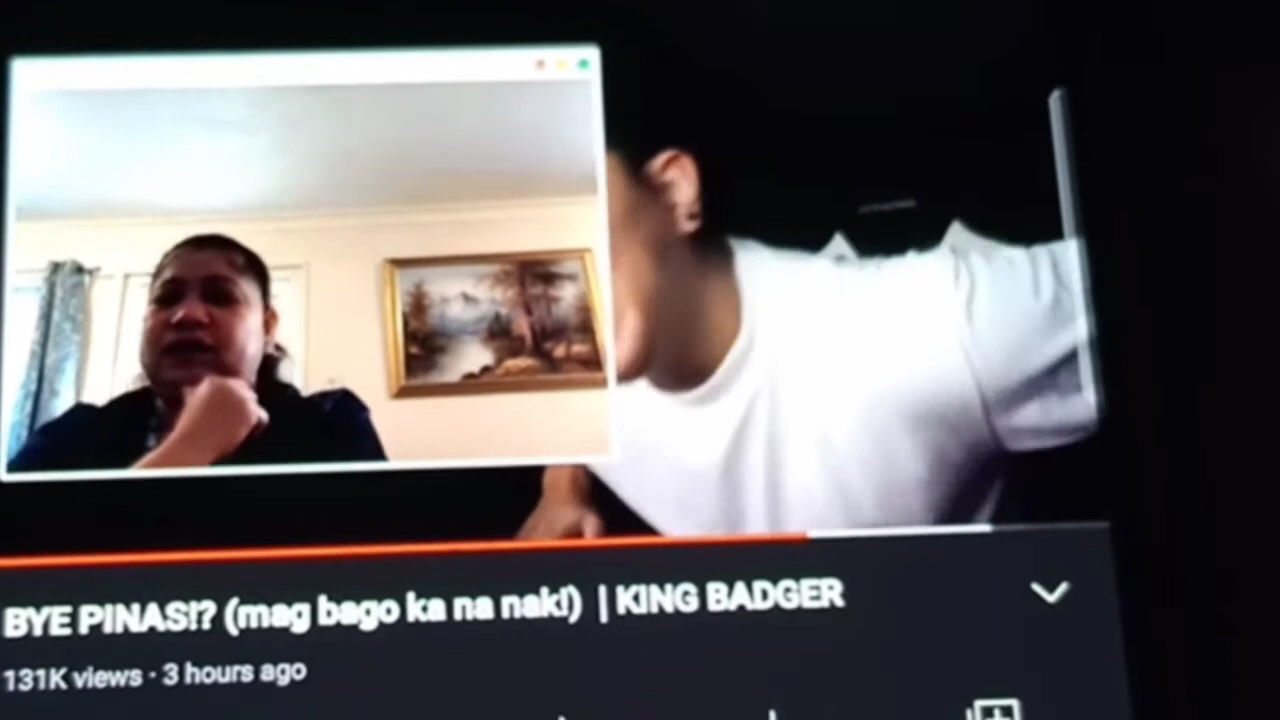 BYE PINAS!? (mag bago ka na nak!) | KING BADGER
131K views · 3 hours ago